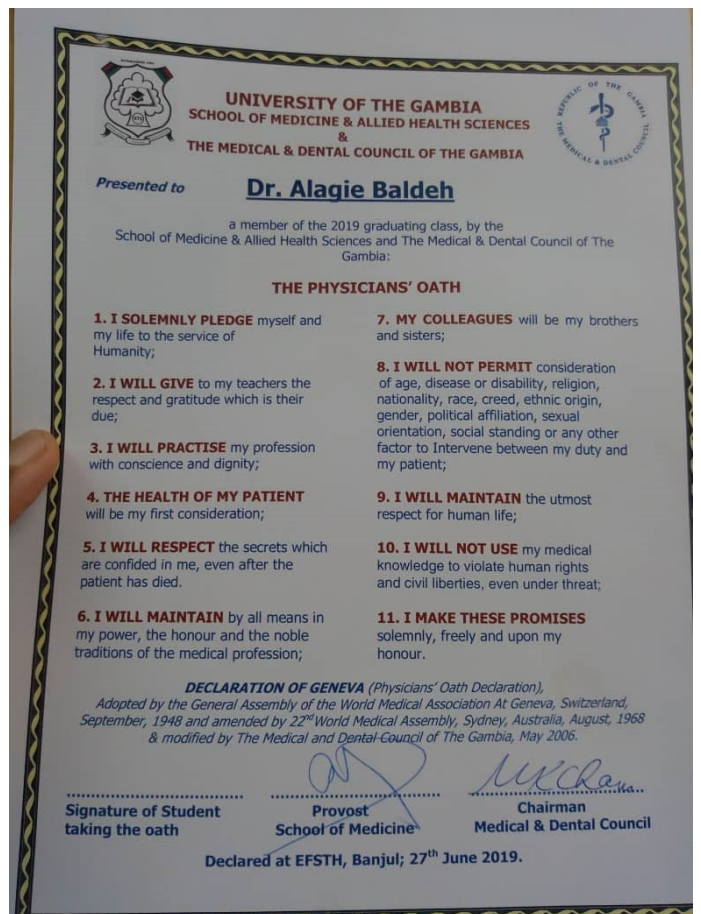 UNIVERSITY OF THE GAMBIA
SCHOOL OF MEDICINE & ALLIED HEALTH SCIENCES
&
THE MEDICAL & DENTAL COUNCIL OF THE GAMBIA
REPUBLIC OF THE GAMBIA
THE MEDICAL & DENTAL COUNCIL
Presented to Dr. Alagie Baldeh
a member of the 2019 graduating class, by the
School of Medicine & Allied Health Sciences and The Medical & Dental Council of The
Gambia:
THE PHYSICIANS' OATH
1. I SOLEMNLY PLEDGE myself and
my life to the service of
Humanity;
2. I WILL GIVE to my teachers the
respect and gratitude which is their
due;
3. I WILL PRACTISE my profession
with conscience and dignity;
4. THE HEALTH OF MY PATIENT
will be my first consideration;
5. I WILL RESPECT the secrets which
are confided in me, even after the
patient has died.
6. I WILL MAINTAIN by all means in
my power, the honour and the noble
traditions of the medical profession;
7. MY COLLEAGUES will be my brothers
and sisters;
8. I WILL NOT PERMIT consideration
of age, disease or disability, religion,
nationality, race, creed, ethnic origin,
gender, political affiliation, sexual
orientation, social standing or any other
factor to Intervene between my duty and
my patient;
9. I WILL MAINTAIN the utmost
respect for human life;
10. I WILL NOT USE my medical
knowledge to violate human rights
and civil liberties, even under threat;
11. I MAKE THESE PROMISES
solemnly, freely and upon my
honour.
DECLARATION OF GENEVA (Physicians' Oath Declaration),
Adopted by the General Assembly of the World Medical Association At Geneva, Switzerland,
September, 1948 and amended by 22nd World Medical Assembly, Sydney, Australia, August, 1968
& modified by The Medical and Dental Council of The Gambia, May 2006.
Signature of Student
taking the oath
Provost
School of Medicine
Chairman
Medical & Dental Council
Declared at EFSTH, Banjul; 27th June 2019.